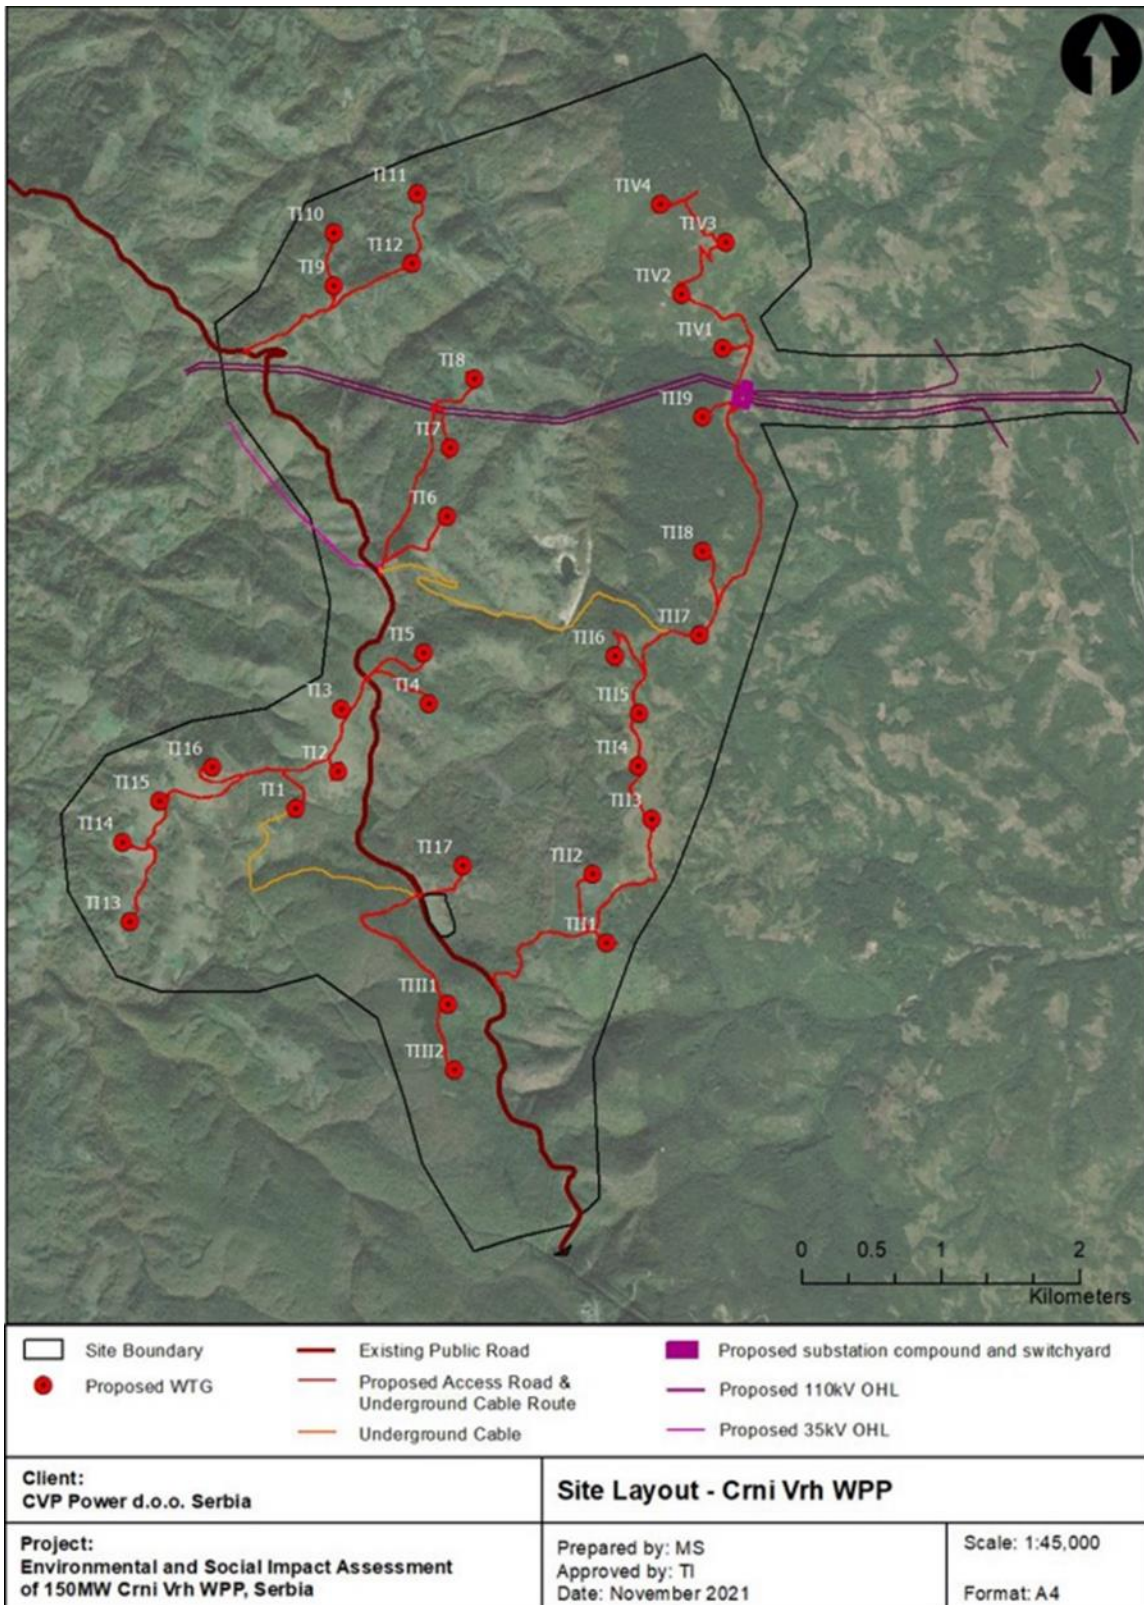 TI11
TIV4
TI10
TIV3
TI12
TI9
TIV2
TIV1
TI8
TII9
TI7
TI6
TII8
TII7
TII6
TI5
TI4
TI3
TII5
TII4
TI2
TI16
TI15
TI1
TII3
TI14
TI17
TII2
TI13
TII1
TIII1
TIII2
0 0.5 1 2
Kilometers
Site Boundary
Proposed WTG
Existing Public Road
Proposed Access Road &
Underground Cable Route
Underground Cable
Proposed substation compound and switchyard
Proposed 110kV OHL
Proposed 35kV OHL
Client:
CVP Power d.o.o. Serbia
Site Layout - Crni Vrh WPP
Project:
Environmental and Social Impact Assessment
of 150MW Crni Vrh WPP, Serbia
Prepared by: MS
Approved by: TI
Date: November 2021
Scale: 1:45,000
Format: A4